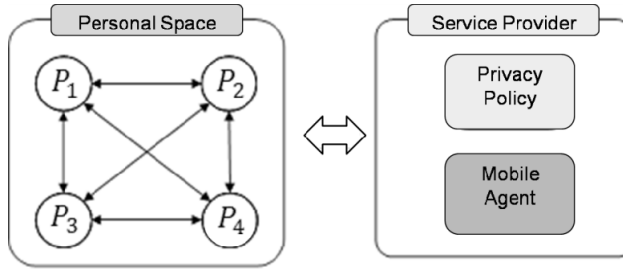 Personal Space
Service Provider
P1
P2
P3
P4
Privacy
Policy
Mobile
Agent